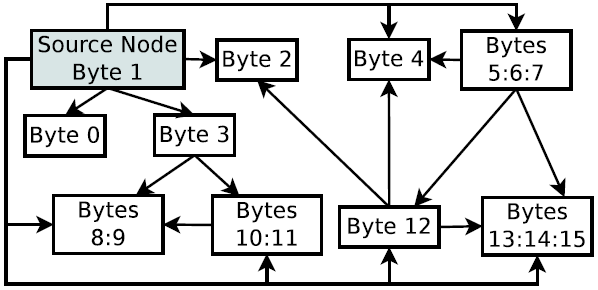 Source Node
Byte 1
Byte 2
Byte 4
Bytes
5:6:7
Byte 0
Byte 3
Bytes
8:9
Bytes
10:11
Byte 12
Bytes
13:14:15